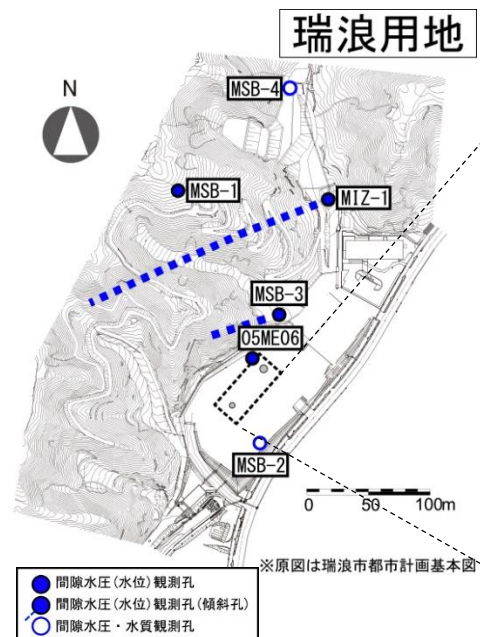 瑞浪用地
MSB-4
N
MSB-1
MIZ-1
MSB-3
05ME06
MSB-2
0 50 100m
※原図は瑞浪市都市計画基本図
間隙水圧(水位)観測孔
間隙水圧(水位)観測孔(傾斜孔)
間隙水圧・水質観測孔